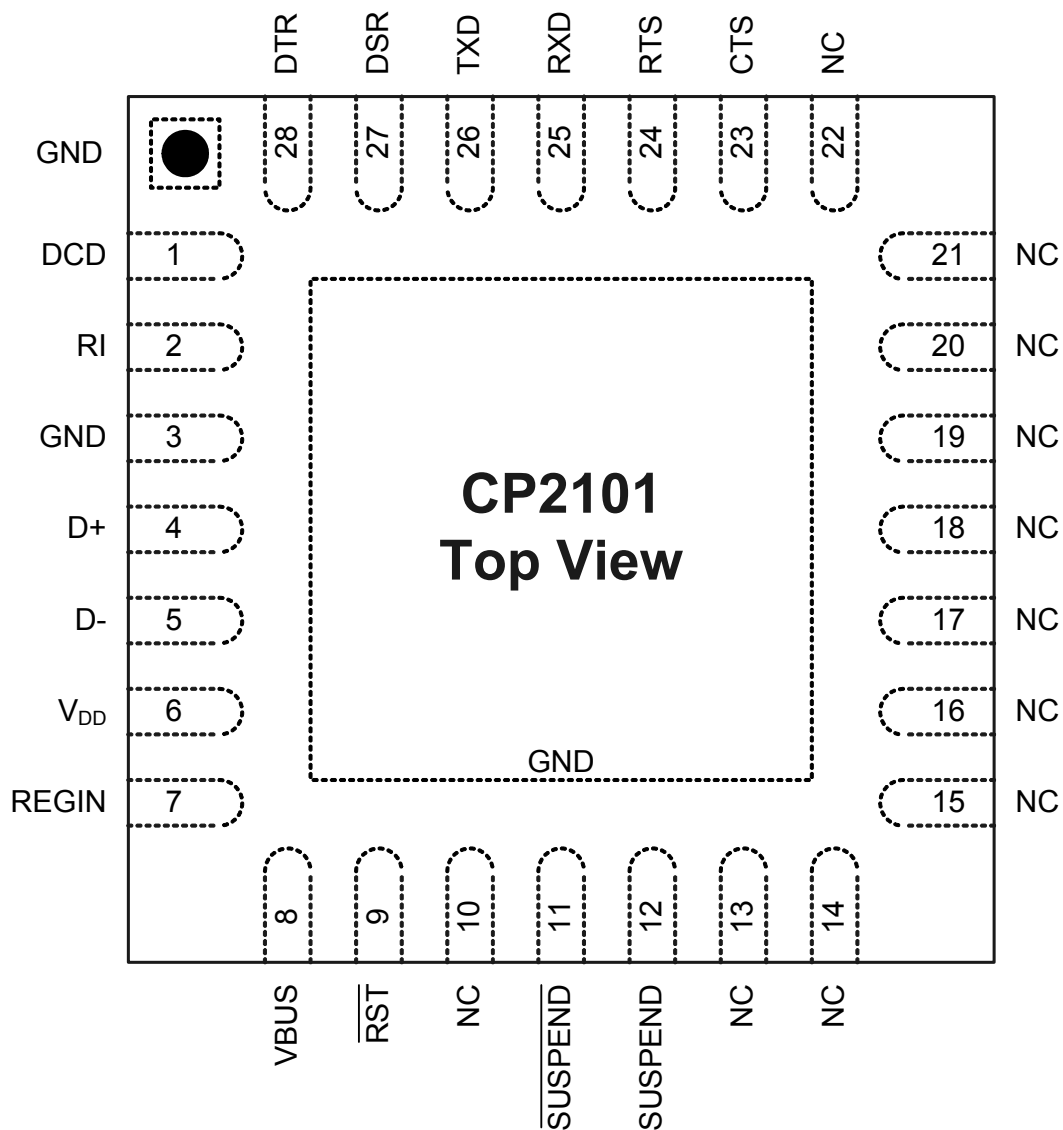 DTR
DSR
TXD
RXD
RTS
CTS
NC
28
27
26
25
24
23
22
GND
DCD 1
RI 2
GND 3
D+ 4
D- 5
VDD 6
REGIN 7
21 NC
20 NC
19 NC
18 NC
17 NC
16 NC
15 NC
CP2101
Top View
GND
8
9
10
11
12
13
14
VBUS
RST
NC
SUSPEND
SUSPEND
NC
NC